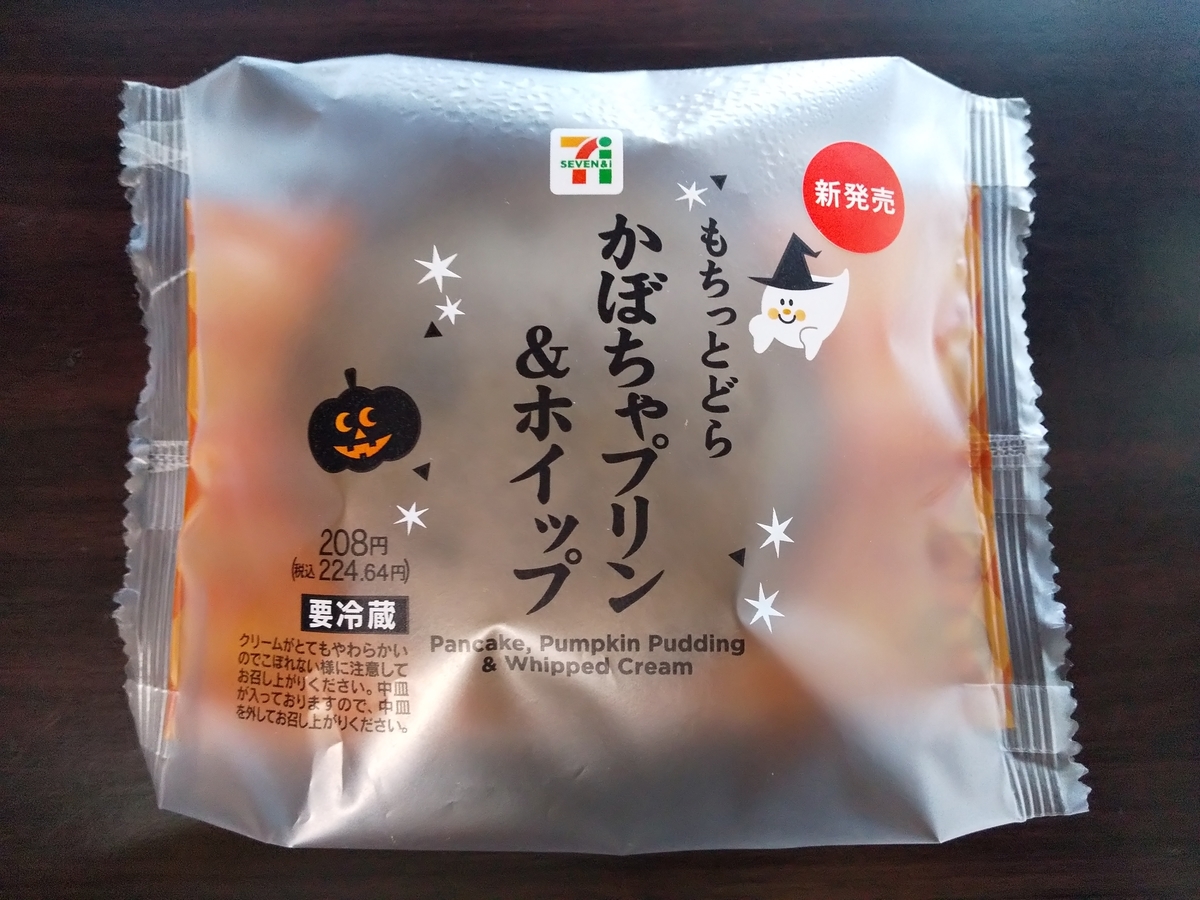 SEVEN&i
新発売
もちっとどら
かぼちゃプリン
&ホイップ
208円
(税込224.64円)
要冷蔵
クリームがとてもやわらかい
のでこぼれない様に注意して
お召し上がりください。中皿
が入っておりますので、中皿
を外してお召し上がりください。
Pancake, Pumpkin Pudding
& Whipped Cream